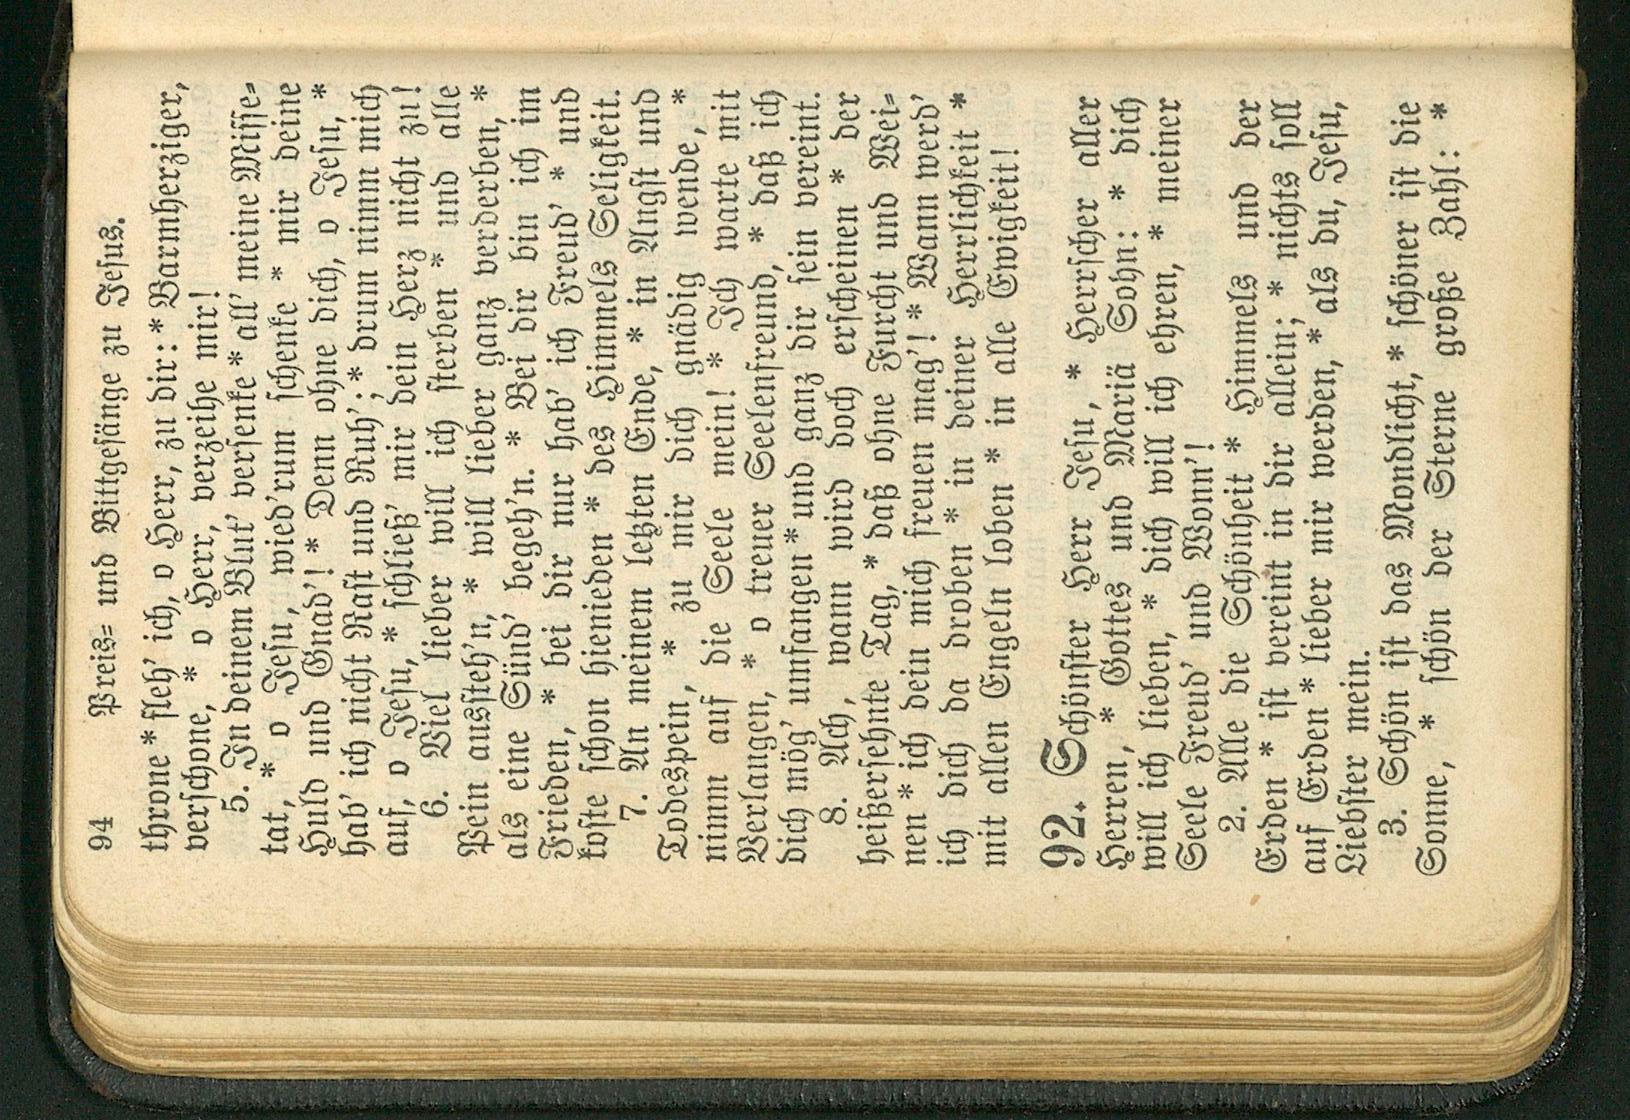 94 Preis= und Bittgesänge zu Jesus.
throne * fleh' ich, o Herr, zu dir: * Barmherziger,
verschone, * o Herr, verzeihe mir!
5. In deinem Blut' versenke * all' meine Misse=
tat, * o Jesu, wied'rum schenke * mir deine
Huld und Gnad'! * Denn ohne dich, o Jesu, *
hab' ich nicht Rast und Ruh'; * drum nimm mich
auf, o Jesu, * schließ' mir dein Herz nicht zu!
6. Viel lieber will ich sterben * und alle
Pein aussteh'n, * will lieber ganz verderben, *
als eine Sünd' begeh'n. * Bei dir bin ich im
Frieden, * bei dir nur hab' ich Freud' * und
koste schon hienieden * des Himmels Seligkeit.
7. An meinem letzten Ende, * in Angst und
Todespein, * zu mir dich gnädig wende, *
nimm auf die Seele mein! * Ich warte mit
Verlangen, * o treuer Seelenfreund, * daß ich
dich mög' umfangen * und ganz dir sein vereint.
8. Ach, wann wird doch erscheinen * der
heißersehnte Tag, * daß ohne Furcht und Wei=
nen * ich dein mich freuen mag'! * Wann werd'
ich dich da droben * in deiner Herrlichkeit *
mit allen Engeln loben * in alle Ewigkeit!
92. Schönster Herr Jesu, * Herrscher aller
Herren, * Gottes und Mariä Sohn: * dich
will ich lieben, * dich will ich ehren, * meiner
Seele Freud' und Wonn'!
2. Alle die Schönheit * Himmels und der
Erden * ist vereint in dir allein; * nichts soll
auf Erden * lieber mir werden, * als du, Jesu,
Liebster mein.
3. Schön ist das Mondlicht, * schöner ist die
Sonne, * schön der Sterne große Zahl: *